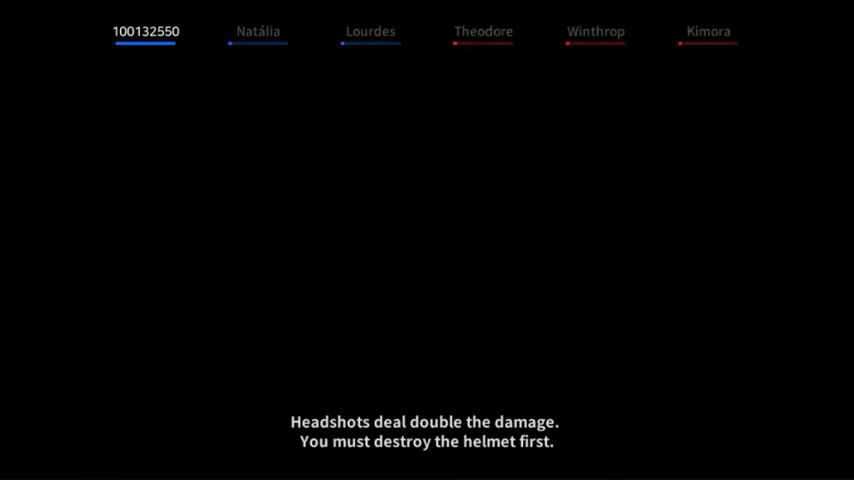 100132550 Natália Lourdes Theodore Winthrop Kimora
Headshots deal double the damage.
You must destroy the helmet first.